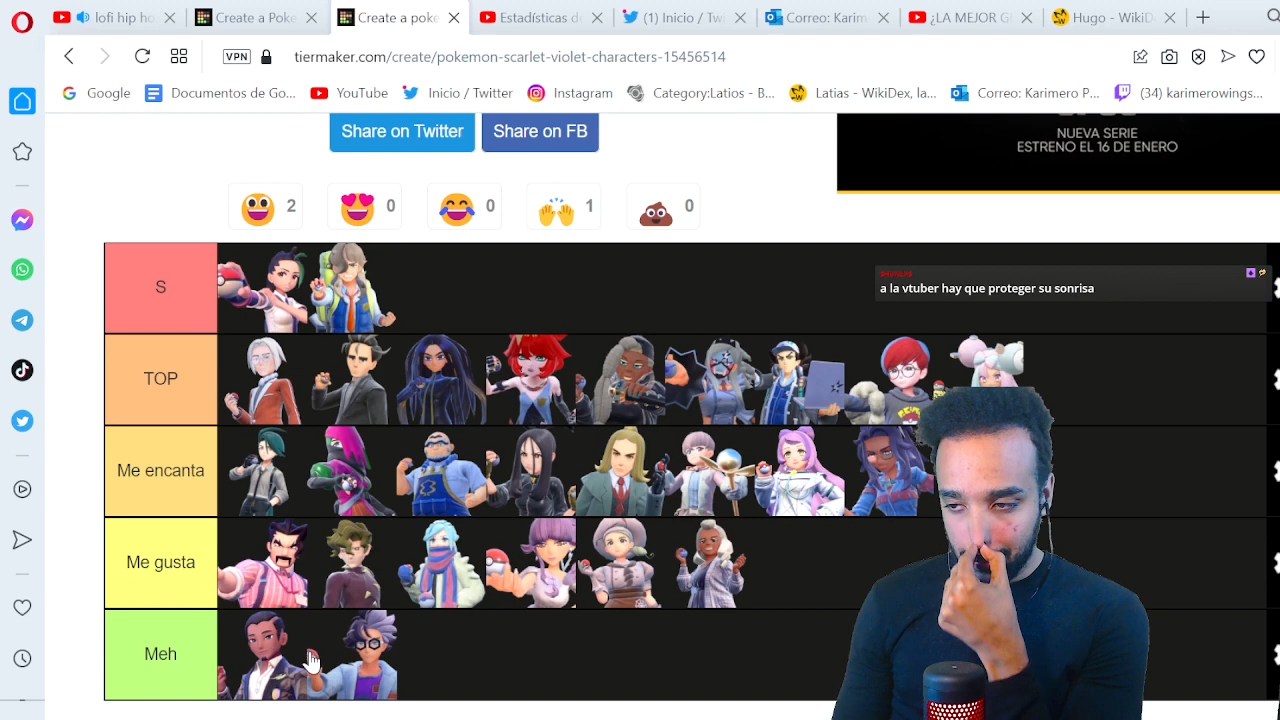 lofi hip ho
Create a Poke
Create a poke
Estadísticas d
(1) Inicio / Tw
Correo: Karim
¿LA MEJOR G
Hugo - WikiD
VPN
tiermaker.com/create/pokemon-scarlet-violet-characters-15456514
Google
Documentos de Go...
YouTube
Inicio / Twitter
Instagram
Category:Latios - B...
Latias - WikiDex, la...
Correo: Karimero P...
(34) karimerowings...
Share on Twitter
Share on FB
NUEVA SERIE
ESTRENO EL 16 DE ENERO
2
0
0
1
0
S
a la vtuber hay que proteger su sonrisa
TOP
Me encanta
Me gusta
Meh